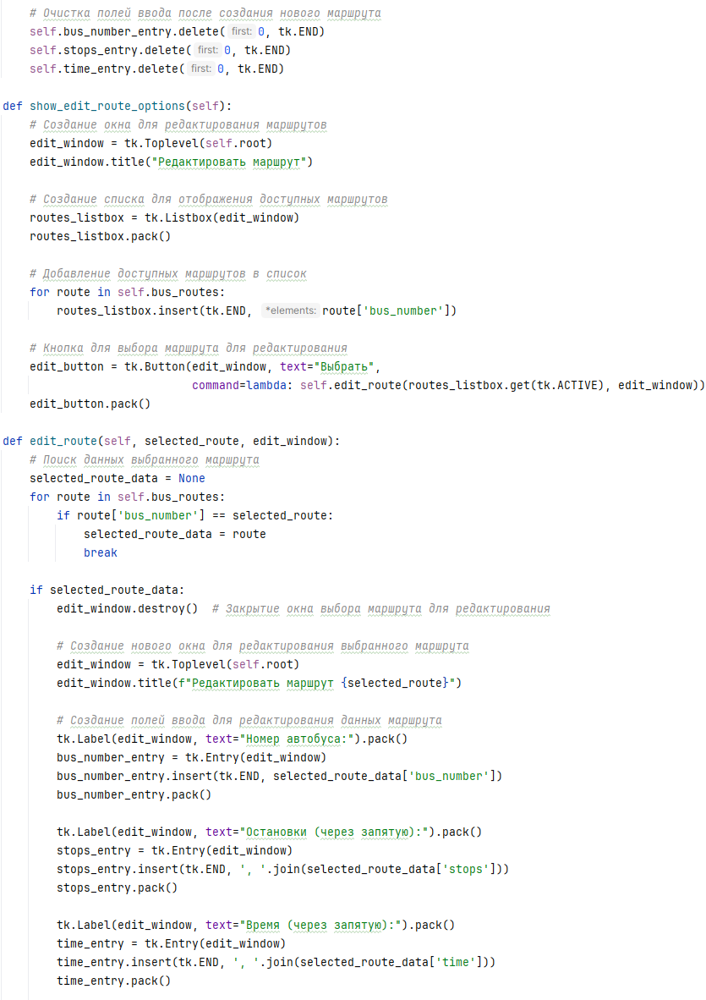 # Очистка полей ввода после создания нового маршрута
self.bus_number_entry.delete( first: 0, tk.END)
self.stops_entry.delete( first: 0, tk.END)
self.time_entry.delete( first: 0, tk.END)
def show_edit_route_options(self):
# Создание окна для редактирования маршрутов
edit_window = tk.Toplevel(self.root)
edit_window.title("Редактировать маршрут")
# Создание списка для отображения доступных маршрутов
routes_listbox = tk.Listbox(edit_window)
routes_listbox.pack()
# Добавление доступных маршрутов в список
for route in self.bus_routes:
routes_listbox.insert(tk.END, *elements: route['bus_number'])
# Кнопка для выбора маршрута для редактирования
edit_button = tk.Button(edit_window, text="Выбрать",
command=lambda: self.edit_route(routes_listbox.get(tk.ACTIVE), edit_window))
edit_button.pack()
def edit_route(self, selected_route, edit_window):
# Поиск данных выбранного маршрута
selected_route_data = None
for route in self.bus_routes:
if route['bus_number'] == selected_route:
selected_route_data = route
break
if selected_route_data:
edit_window.destroy()  # Закрытие окна выбора маршрута для редактирования
# Создание нового окна для редактирования выбранного маршрута
edit_window = tk.Toplevel(self.root)
edit_window.title(f"Редактировать маршрут {selected_route}")
# Создание полей ввода для редактирования данных маршрута
tk.Label(edit_window, text="Номер автобуса:").pack()
bus_number_entry = tk.Entry(edit_window)
bus_number_entry.insert(tk.END, selected_route_data['bus_number'])
bus_number_entry.pack()
tk.Label(edit_window, text="Остановки (через запятую):").pack()
stops_entry = tk.Entry(edit_window)
stops_entry.insert(tk.END, ', '.join(selected_route_data['stops']))
stops_entry.pack()
tk.Label(edit_window, text="Время (через запятую):").pack()
time_entry = tk.Entry(edit_window)
time_entry.insert(tk.END, ', '.join(selected_route_data['time']))
time_entry.pack()